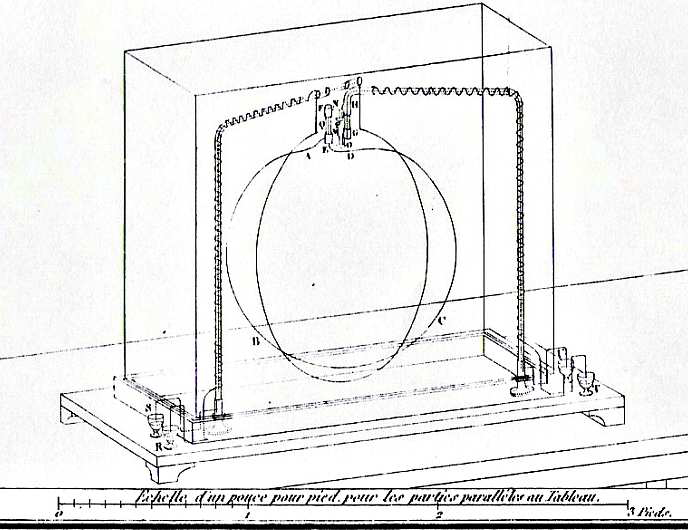 F N H
Q M G
E O
A D
B C
S
R T
Echelle d'un pouce pour pied, pour les parties parallèles au Tableau.
0 1 2 3 Pieds.